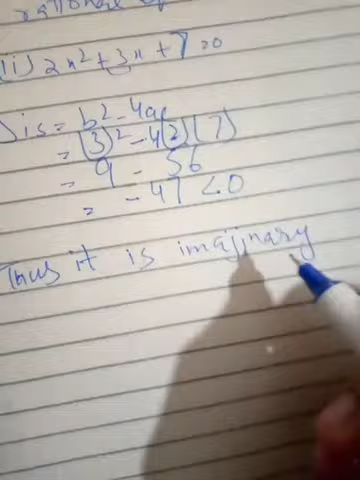 (ii) 2x² + 3x + 7 = 0
Dis = b² - 4ac
= (3)² - 4(2)(7)
= 9 - 56
= - 47 < 0
Thus it is imajinary